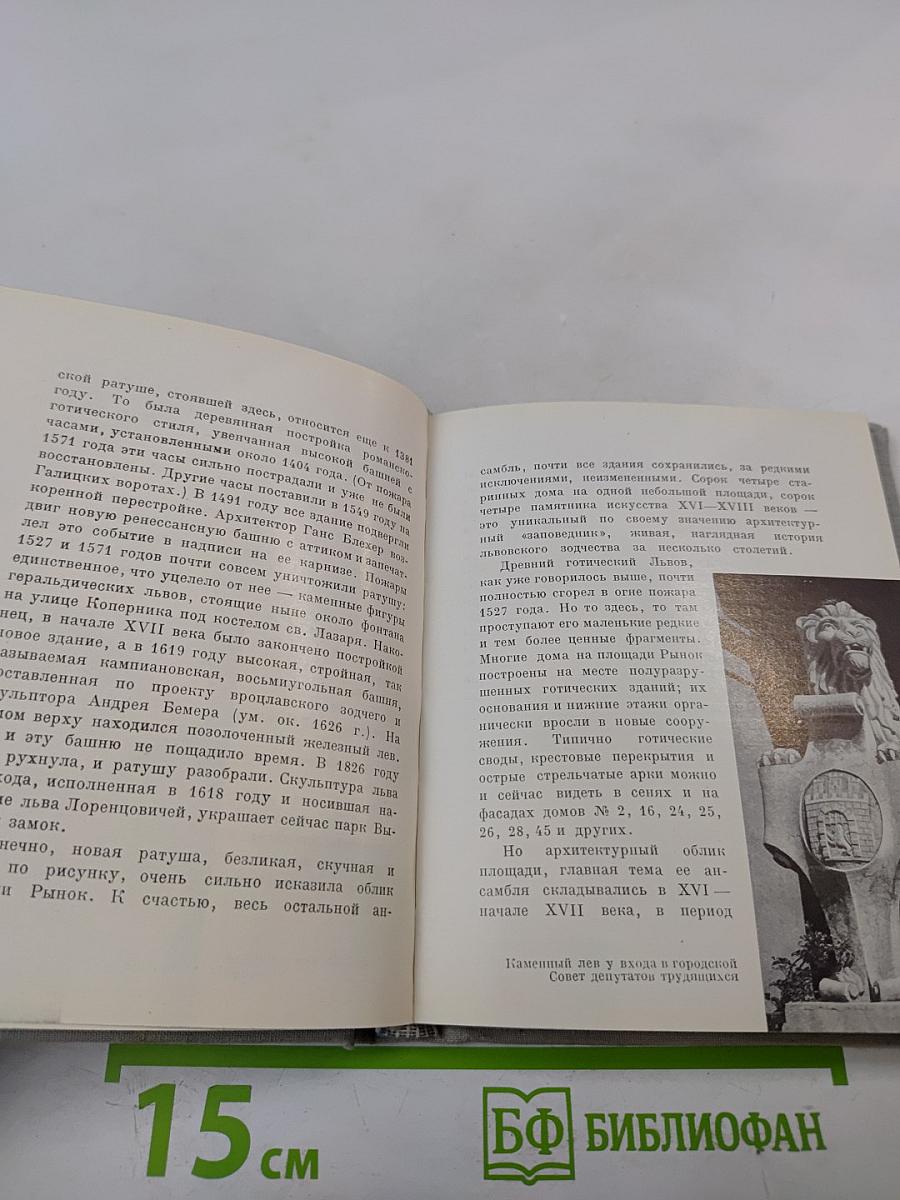 ской ратуше, стоявшей здесь, относится еще к 1381
году. То была деревянная постройка романско-
готического стиля, увенчанная высокой башней с
часами, установленными около 1404 года. (От пожара
1571 года эти часы сильно пострадали и уже не были
восстановлены. Другие часы поставили в 1549 году на
Галицких воротах.) В 1491 году все здание подвергли
коренной перестройке. Архитектор Ганс Блехер воз-
двиг новую ренессансную башню с аттиком и запечат-
лел это событие в надписи на ее карнизе. Пожары
1527 и 1571 годов почти совсем уничтожили ратушу:
единственное, что уцелело от нее — каменные фигуры
геральдических львов, стоящие ныне около фонтана
на улице Коперника под костелом св. Лазаря. Нако-
нец, в начале XVII века было закончено постройкой
новое здание, а в 1619 году высокая, стройная, так
азываемая кампиановская, восьмиугольная башня,
оставленная по проекту вроцлавского зодчего и
ульптора Андрея Бемера (ум. ок. 1626 г.). На
мом верху находился позолоченный железный лев.
и эту башню не пощадило время. В 1826 году
рухнула, и ратушу разобрали. Скульптура льва
хода, исполненная в 1618 году и носившая на-
ие льва Лоренцовичей, украшает сейчас парк Вы-
замок.
нечно, новая ратуша, безликая, скучная и
по рисунку, очень сильно исказила облик
ди Рынок. К счастью, весь остальной ан-
самбль, почти все здания сохранились, за редкими
исключениями, неизмененными. Сорок четыре ста-
ринных дома на одной небольшой площади, сорок
четыре памятника искусства XVI—XVIII веков —
это уникальный по своему значению архитектур-
ный «заповедник», живая, наглядная история
львовского зодчества за несколько столетий.
Древний готический Львов,
как уже говорилось выше, почти
полностью сгорел в огне пожара
1527 года. Но то здесь, то там
проступают его маленькие редкие
и тем более ценные фрагменты.
Многие дома на площади Рынок
построены на месте полуразру-
шенных готических зданий; их
основания и нижние этажи орга-
нически вросли в новые соору-
жения. Типично готические
своды, крестовые перекрытия и
острые стрельчатые арки можно
и сейчас видеть в сенях и на
фасадах домов № 2, 16, 24, 25,
26, 28, 45 и других.
Но архитектурный облик
площади, главная тема ее ан-
самбля складывались в XVI —
начале XVII века, в период
Каменный лев у входа в городской
Совет депутатов трудящихся
15 см
БФ БИБЛИОФАН